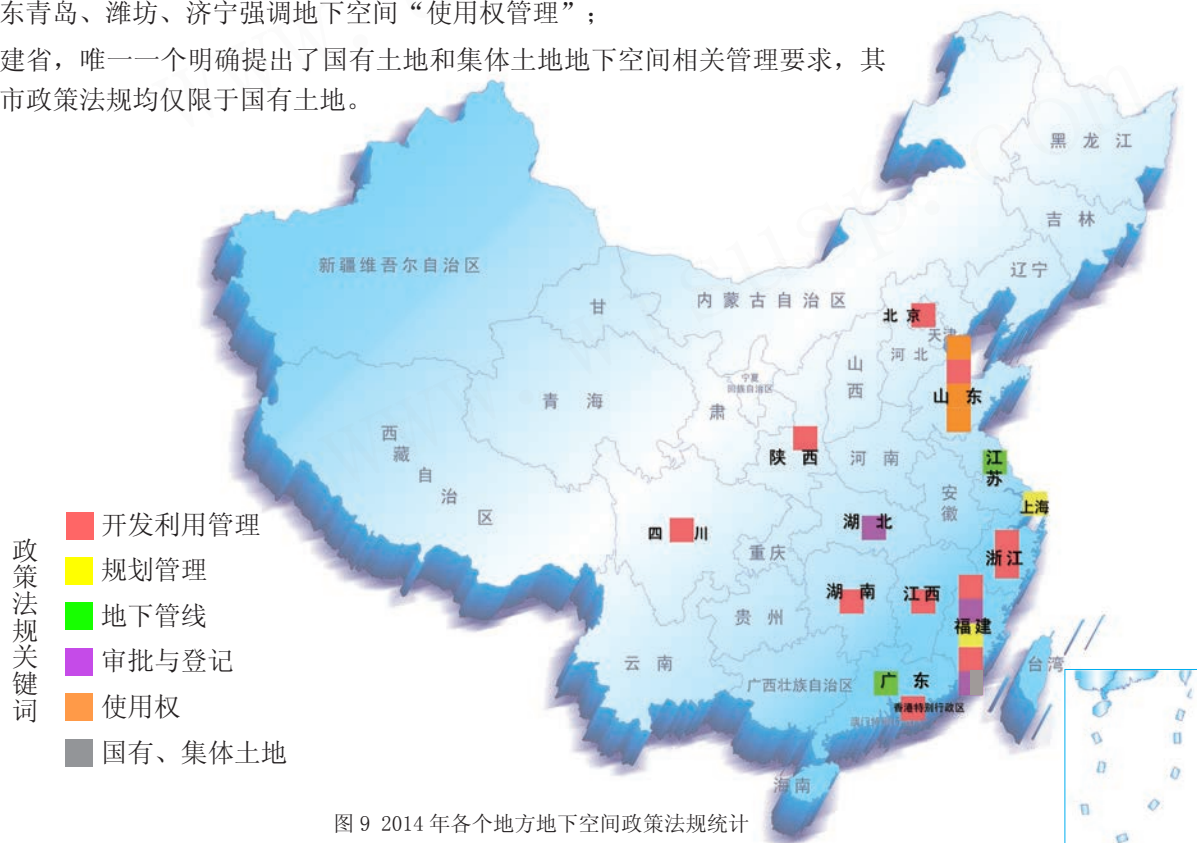 东青岛、潍坊、济宁强调地下空间“使用权管理”；
建省，唯一一个明确提出了国有土地和集体土地地下空间相关管理要求，其
市政策法规均仅限于国有土地。
黑龙江
吉林
辽宁
新疆维吾尔自治区
甘
内蒙古自治区
北京
天津
河北
山西
宁夏
回族自治区
山东
青海
肃
西藏自治区
陕西
河南
江苏
安徽
上海
四川
湖北
重庆
浙江
湖南
江西
贵州
福建
云南
台湾
广西壮族自治区
广东
香港特别行政区
海南
政策法规关键词
开发利用管理
规划管理
地下管线
审批与登记
使用权
国有、集体土地
图 9 2014 年各个地方地下空间政策法规统计